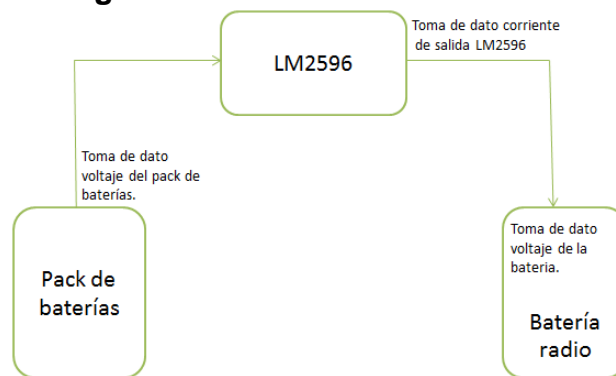 LM2596
Toma de dato corriente
de salida LM2596
Toma de dato
voltaje del pack de
baterías.
Pack de
baterías
Toma de dato
voltaje de la
bateria.
Batería
radio